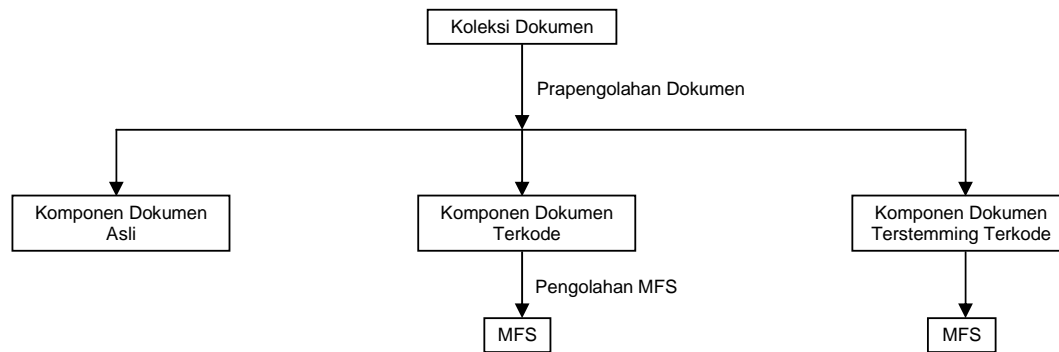 Koleksi Dokumen
Prapengolahan Dokumen
Komponen Dokumen
Asli
Komponen Dokumen
Terkode
Komponen Dokumen
Terstemming Terkode
Pengolahan MFS
MFS
MFS